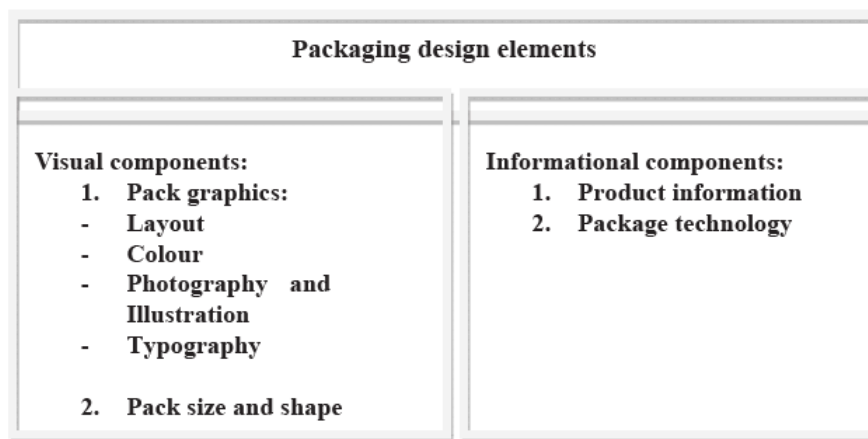 Packaging design elements
Visual components:
1. Pack graphics:
- Layout
- Colour
- Photography and
Illustration
- Typography
2. Pack size and shape
Informational components:
1. Product information
2. Package technology